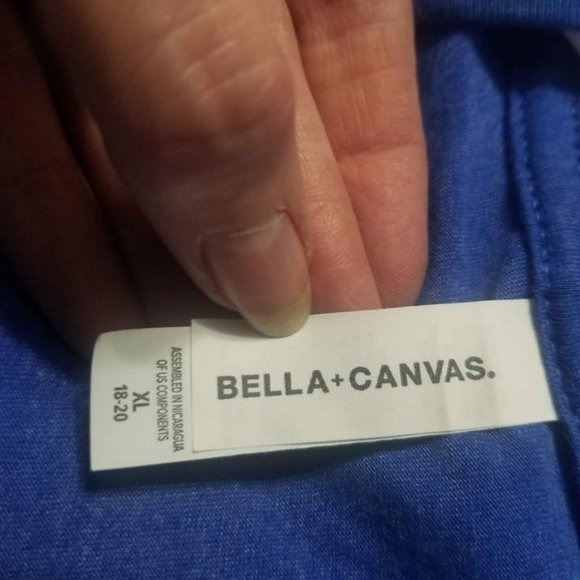 BELLA+CANVAS.
ASSEMBLED IN NICARAGUA
OF US COMPONENTS
XL
18-20